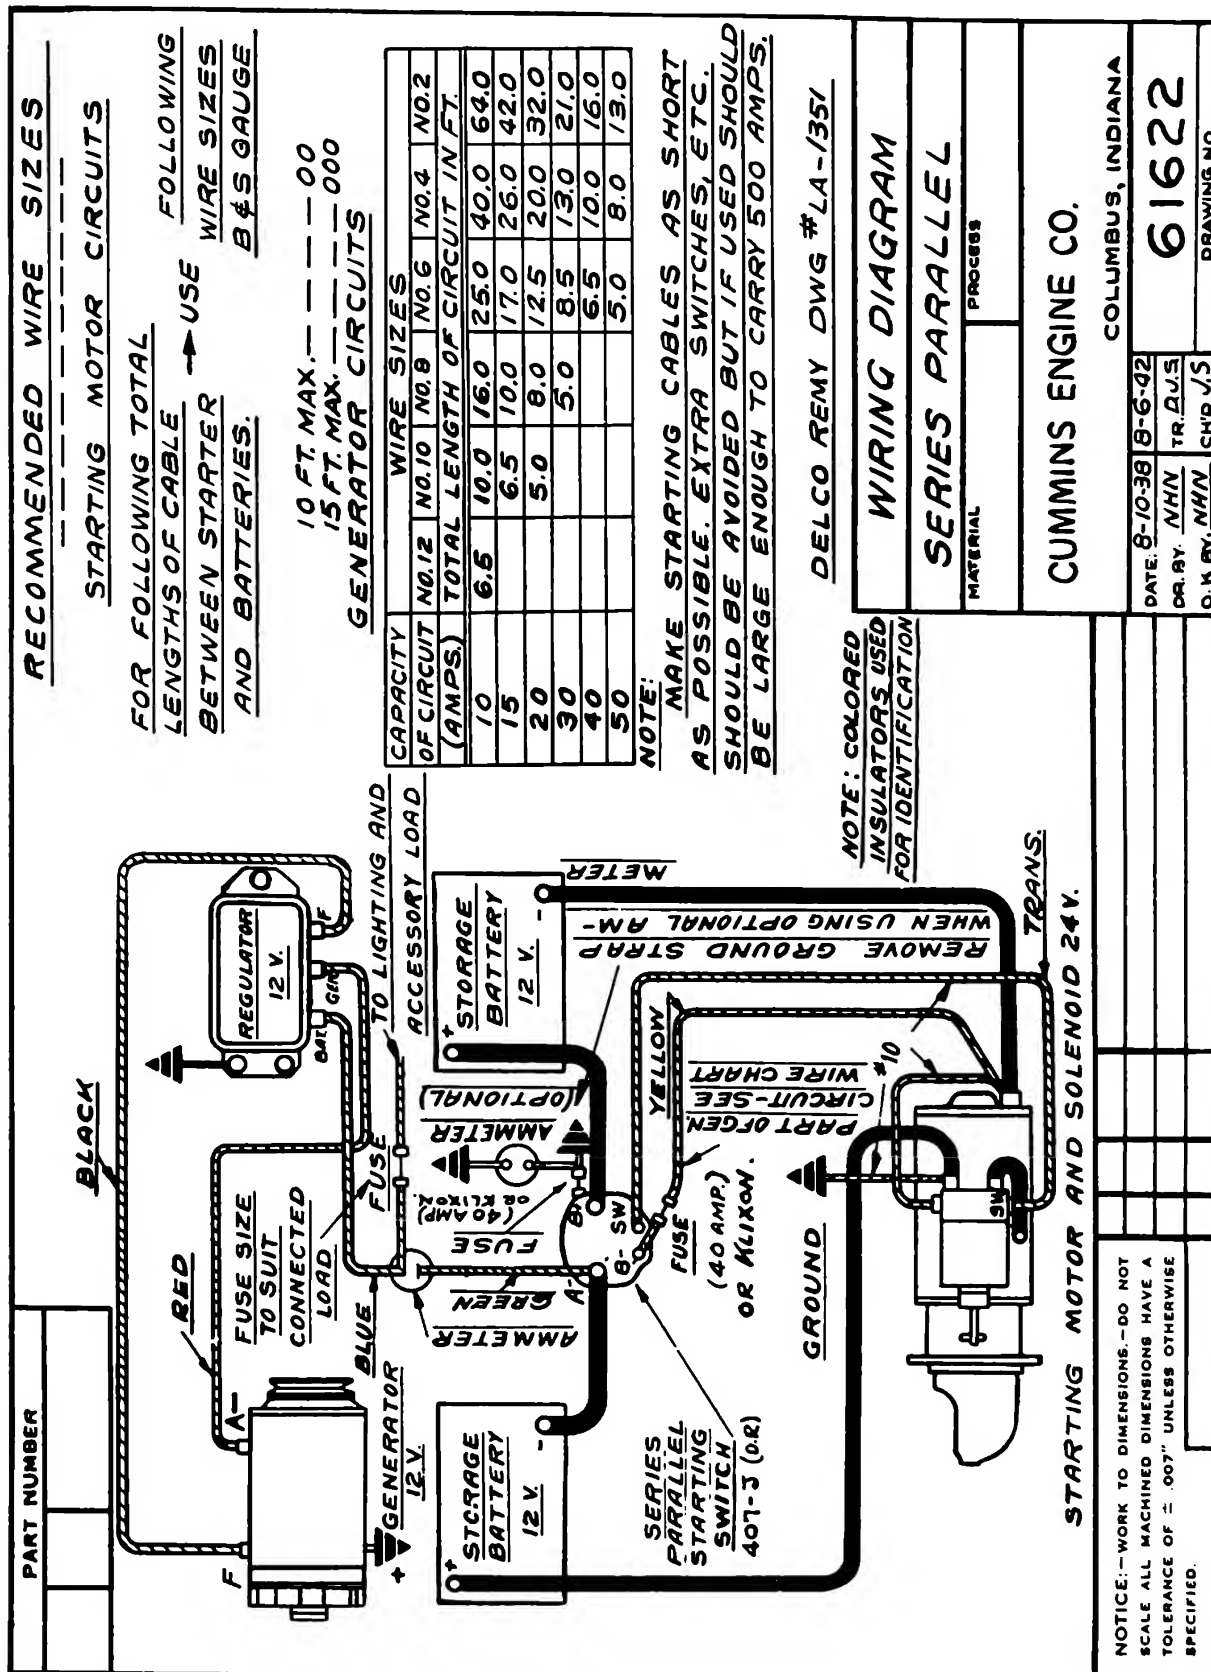 PART NUMBER
RECOMMENDED WIRE SIZES
STARTING MOTOR CIRCUITS
FOR FOLLOWING TOTAL
LENGTHS OF CABLE
BETWEEN STARTER
AND BATTERIES.
USE
FOLLOWING
WIRE SIZES
B & S GAUGE
10 FT. MAX. — — — — 00
15 FT. MAX. — — — — 000
GENERATOR CIRCUITS
CAPACITY OF CIRCUIT (AMPS.)
WIRE SIZES
NO.12 NO.10 NO.8 NO.6 NO.4 NO.2
TOTAL LENGTH OF CIRCUIT IN FT.
10 6.5 10.0 16.0 25.0 40.0 64.0
15 6.5 10.0 17.0 26.0 42.0
20 5.0 8.0 12.5 20.0 32.0
30 5.0 8.5 13.0 21.0
40 6.5 10.0 16.0
50 5.0 8.0 13.0
NOTE:
MAKE STARTING CABLES AS SHORT
AS POSSIBLE. EXTRA SWITCHES, ETC.
SHOULD BE AVOIDED BUT IF USED SHOULD
BE LARGE ENOUGH TO CARRY 500 AMPS.
DELCO REMY DWG #LA-1351
BLACK
RED
F
A-
GENERATOR
12 V.
+
REGULATOR
12 V.
BAT.
GEN
F
FUSE SIZE
TO SUIT
CONNECTED
LOAD
FUSE
BLUE
TO LIGHTING AND
ACCESSORY LOAD
AMMETER
GREEN
STORAGE
BATTERY
12 V.
+
-
FUSE
(40 AMP)
OR KLIXON.
AMMETER
(OPTIONAL)
STORAGE
BATTERY
12 V.
+
-
REMOVE GROUND STRAP
WHEN USING OPTIONAL AM-
METER
A-
B+
SW
B-
SERIES
PARALLEL
STARTING
SWITCH
407-J (D.R)
FUSE
(40 AMP.)
OR KLIXON.
YELLOW
PART OF GEN.
CIRCUIT-SEE
WIRE CHART
#10
GROUND
SW
TRANS.
NOTE: COLORED
INSULATORS USED
FOR IDENTIFICATION
STARTING MOTOR AND SOLENOID 24V.
NOTICE:—WORK TO DIMENSIONS.—DO NOT
SCALE ALL MACHINED DIMENSIONS HAVE A
TOLERANCE OF ± .007" UNLESS OTHERWISE
SPECIFIED.
WIRING DIAGRAM
SERIES PARALLEL
MATERIAL
PROCESS
CUMMINS ENGINE CO.
COLUMBUS, INDIANA
DATE: 8-10-38 8-6-42
DR. BY. NHN TR. D.V.S
O.K. BY. NHN CH'D V.S
61622
DRAWING NO.